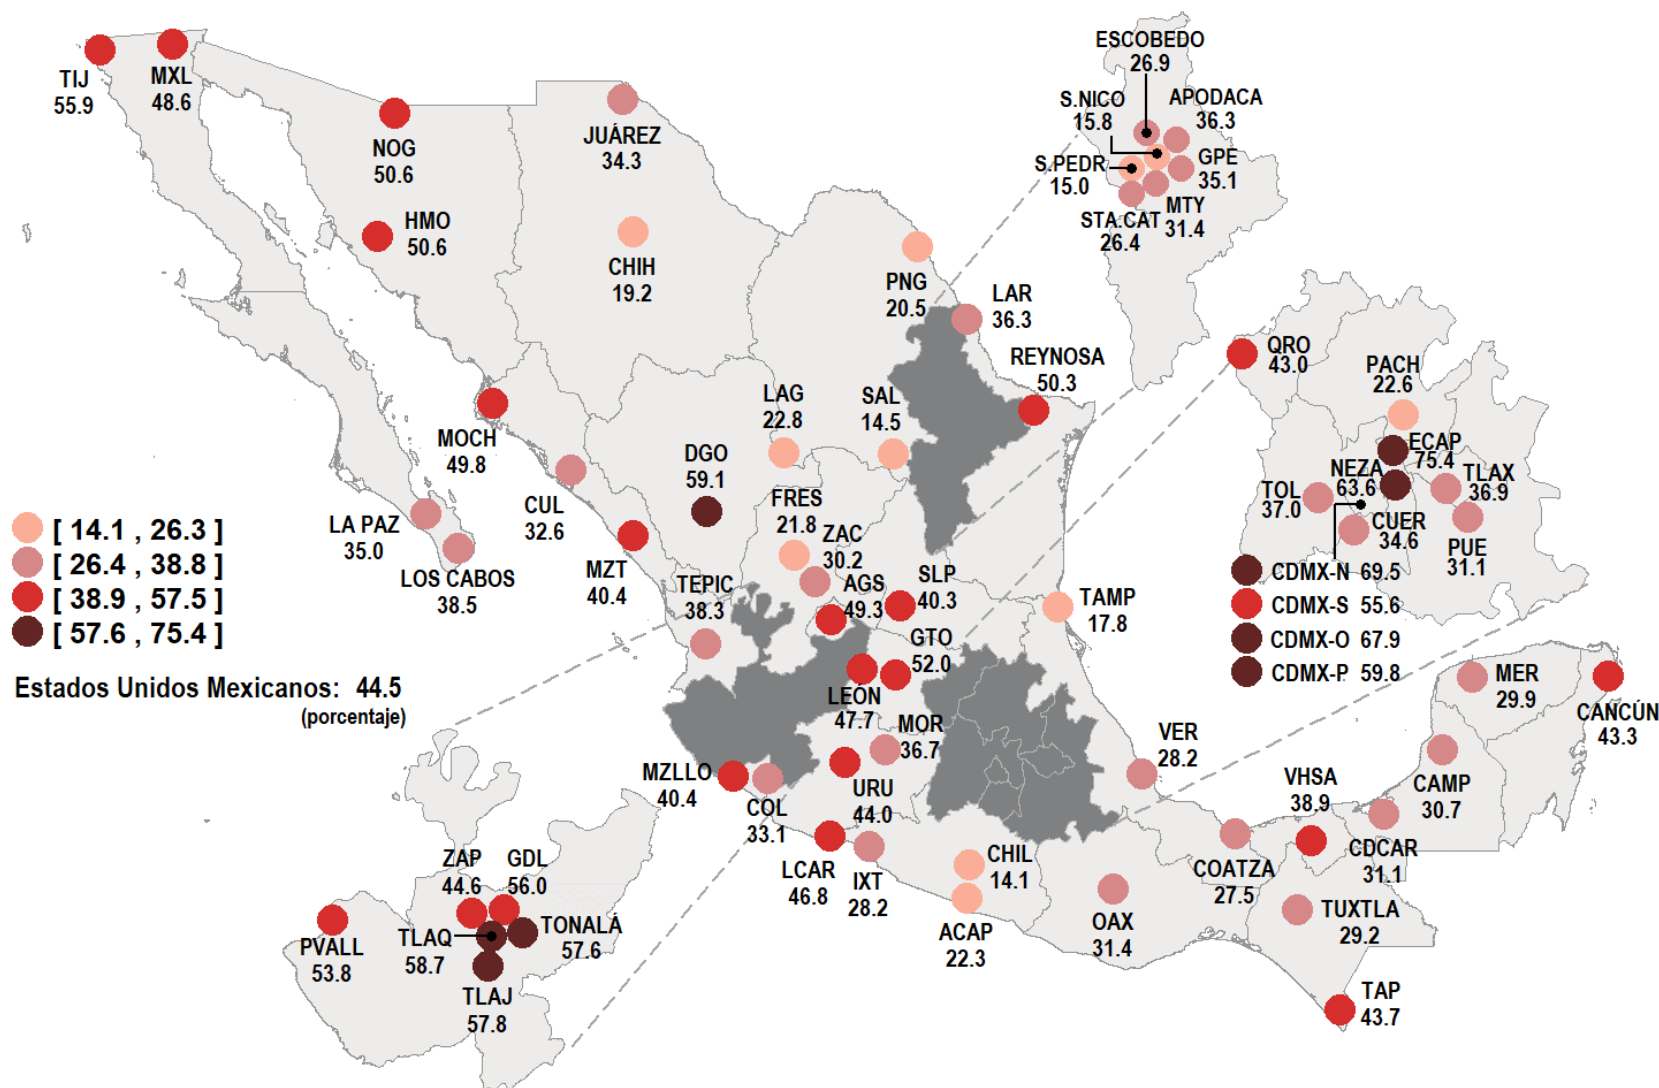 TIJ
55.9
MXL
48.6
NOG
50.6
HMO
50.6
JUÁREZ
34.3
CHIH
19.2
PNG
20.5
LAR
36.3
REYNOSA
50.3
ESCOBEDO
26.9
S.NICO
15.8
APODACA
36.3
S.PEDR
15.0
GPE
35.1
MTY
31.4
STA.CAT
26.4
MOCH
49.8
CUL
32.6
LA PAZ
35.0
LOS CABOS
38.5
MZT
40.4
DGO
59.1
LAG
22.8
SAL
14.5
FRES
21.8
ZAC
30.2
TEPIC
38.3
AGS
49.3
SLP
40.3
GTO
52.0
LEÓN
47.7
MOR
36.7
TAMP
17.8
QRO
43.0
PACH
22.6
ECAP
75.4
NEZA
63.6
TLAX
36.9
TOL
37.0
CUER
34.6
PUE
31.1
CDMX-N 69.5
CDMX-S 55.6
CDMX-O 67.9
CDMX-P 59.8
[ 14.1 , 26.3 ]
[ 26.4 , 38.8 ]
[ 38.9 , 57.5 ]
[ 57.6 , 75.4 ]
Estados Unidos Mexicanos: 44.5
(porcentaje)
MZLLO
40.4
COL
33.1
URU
44.0
LCAR
46.8
IXT
28.2
CHIL
14.1
ACAP
22.3
OAX
31.4
VER
28.2
COATZA
27.5
VHSA
38.9
CDCAR
31.1
CAMP
30.7
MER
29.9
CANCÚN
43.3
TUXTLA
29.2
TAP
43.7
ZAP
44.6
GDL
56.0
TONALÁ
57.6
TLAQ
58.7
PVALL
53.8
TLAJ
57.8